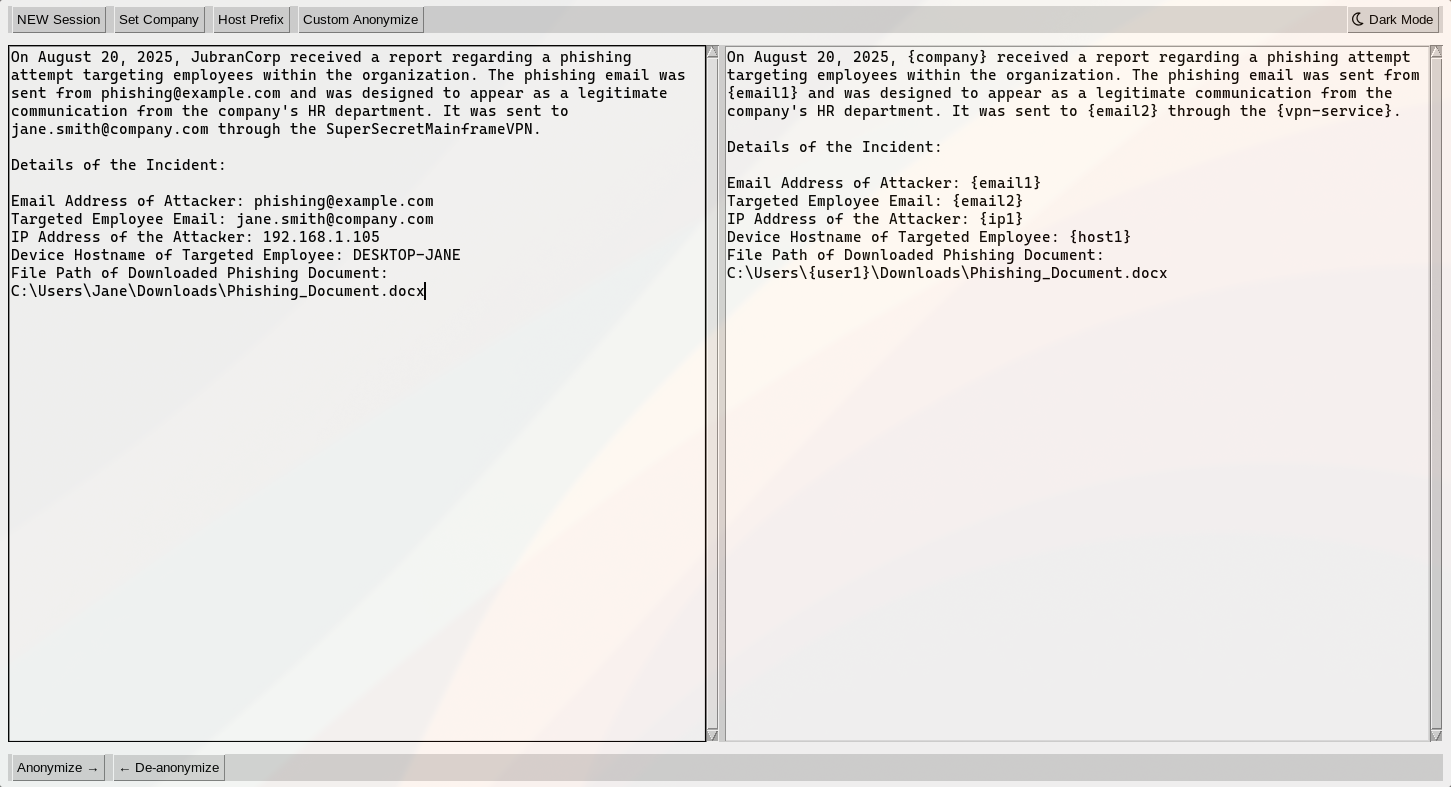 NEW Session
Set Company
Host Prefix
Custom Anonymize
Dark Mode
On August 20, 2025, JubranCorp received a report regarding a phishing
attempt targeting employees within the organization. The phishing email was
sent from phishing@example.com and was designed to appear as a legitimate
communication from the company's HR department. It was sent to
jane.smith@company.com through the SuperSecretMainframeVPN.
Details of the Incident:
Email Address of Attacker: phishing@example.com
Targeted Employee Email: jane.smith@company.com
IP Address of the Attacker: 192.168.1.105
Device Hostname of Targeted Employee: DESKTOP-JANE
File Path of Downloaded Phishing Document:
C:\Users\Jane\Downloads\Phishing_Document.docx
On August 20, 2025, {company} received a report regarding a phishing attempt
targeting employees within the organization. The phishing email was sent from
{email1} and was designed to appear as a legitimate communication from the
company's HR department. It was sent to {email2} through the {vpn-service}.
Details of the Incident:
Email Address of Attacker: {email1}
Targeted Employee Email: {email2}
IP Address of the Attacker: {ip1}
Device Hostname of Targeted Employee: {host1}
File Path of Downloaded Phishing Document:
C:\Users\{user1}\Downloads\Phishing_Document.docx
Anonymize →
← De-anonymize